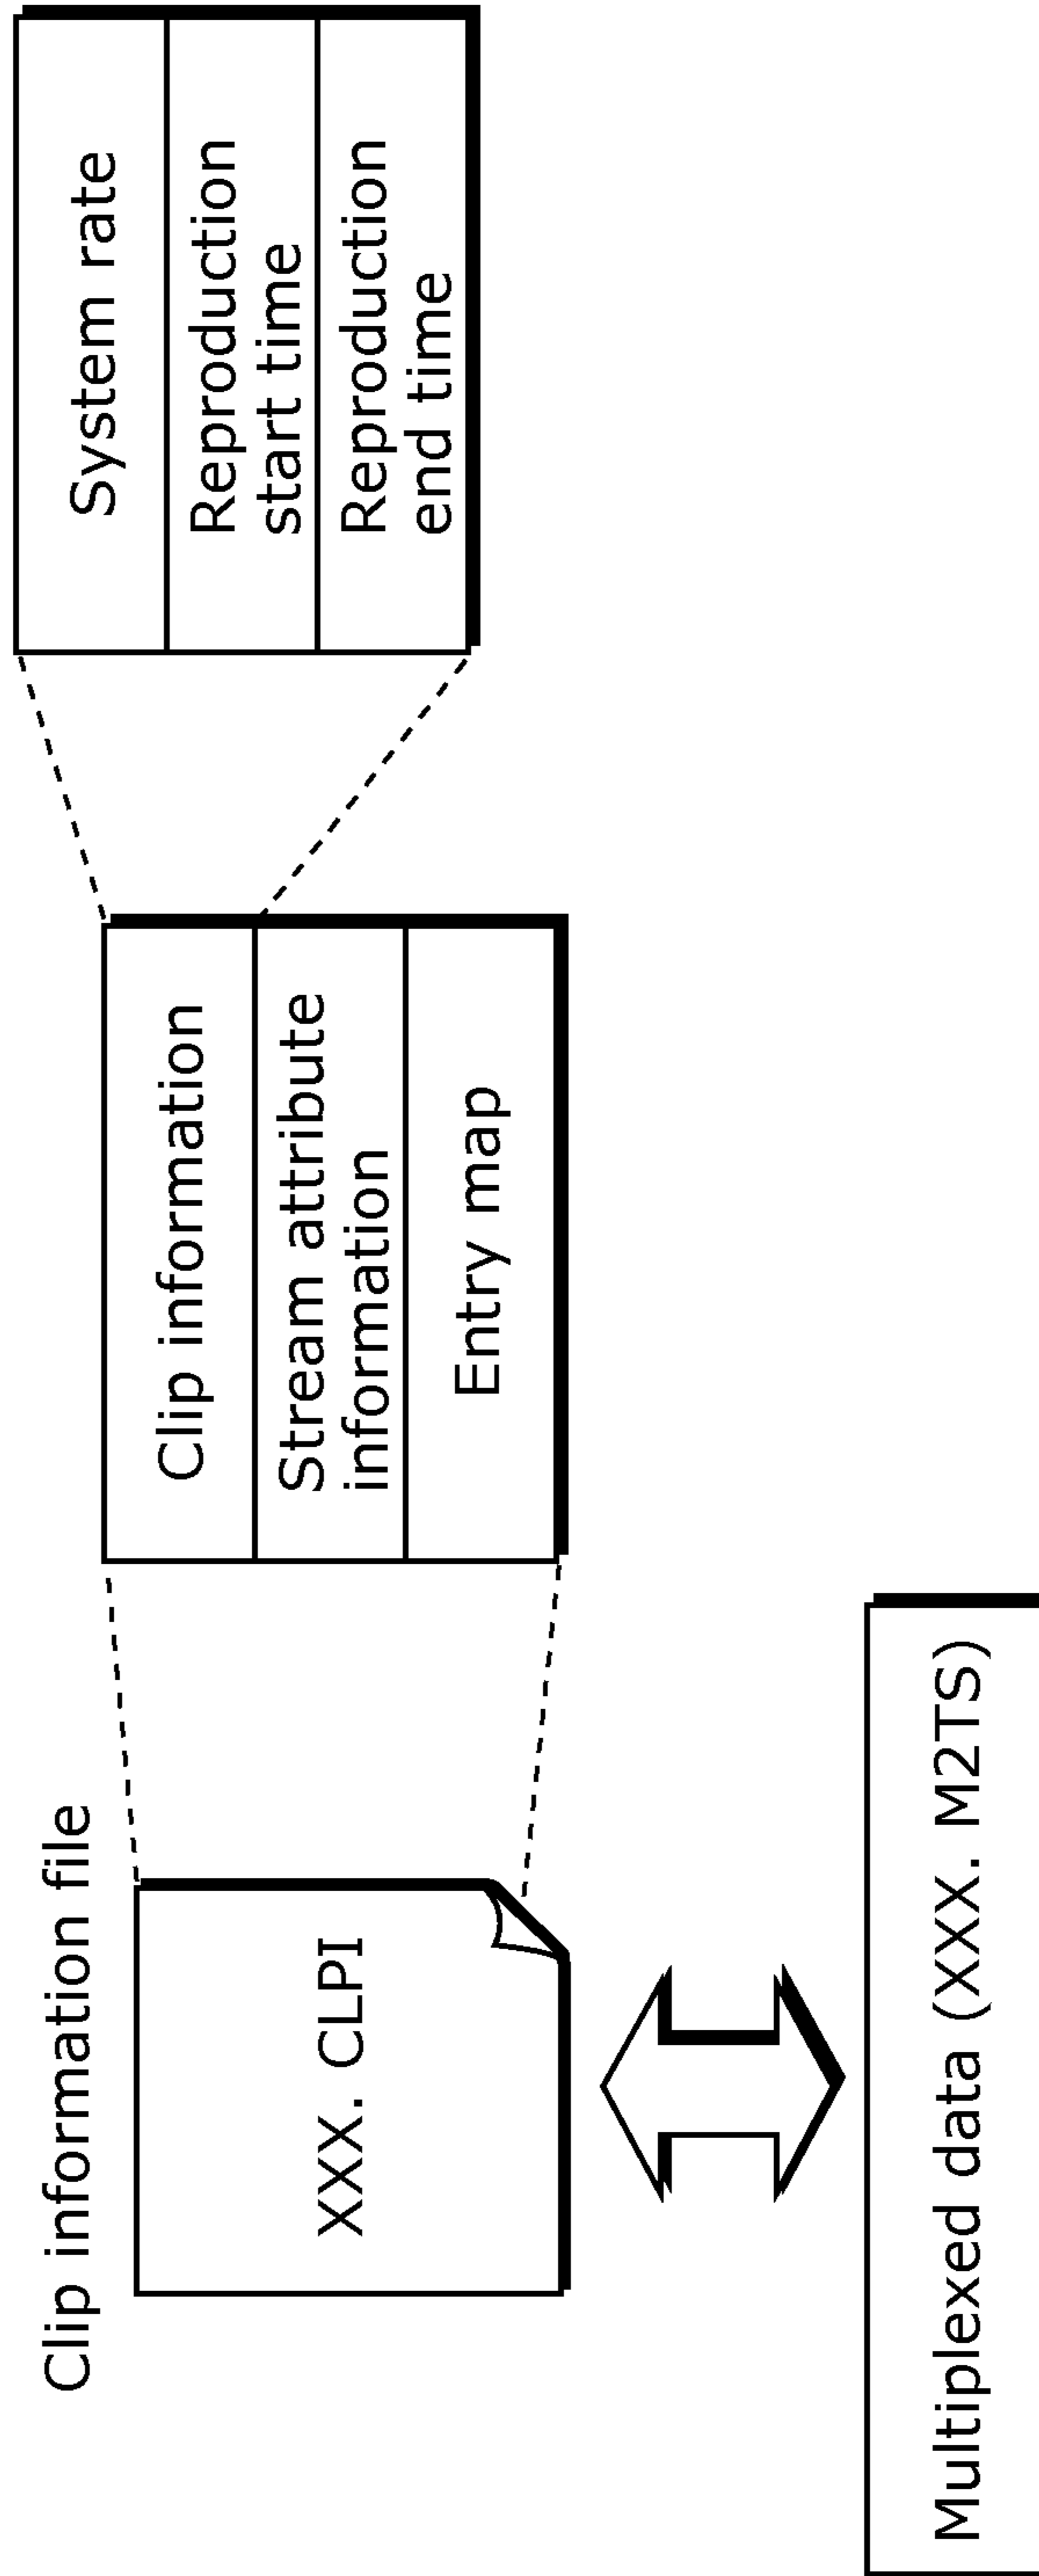 Clip information file
XXX. CLPI
Clip information
Stream attribute
information
Entry map
System rate
Reproduction
start time
Reproduction
end time
Multiplexed data (XXX. M2TS)